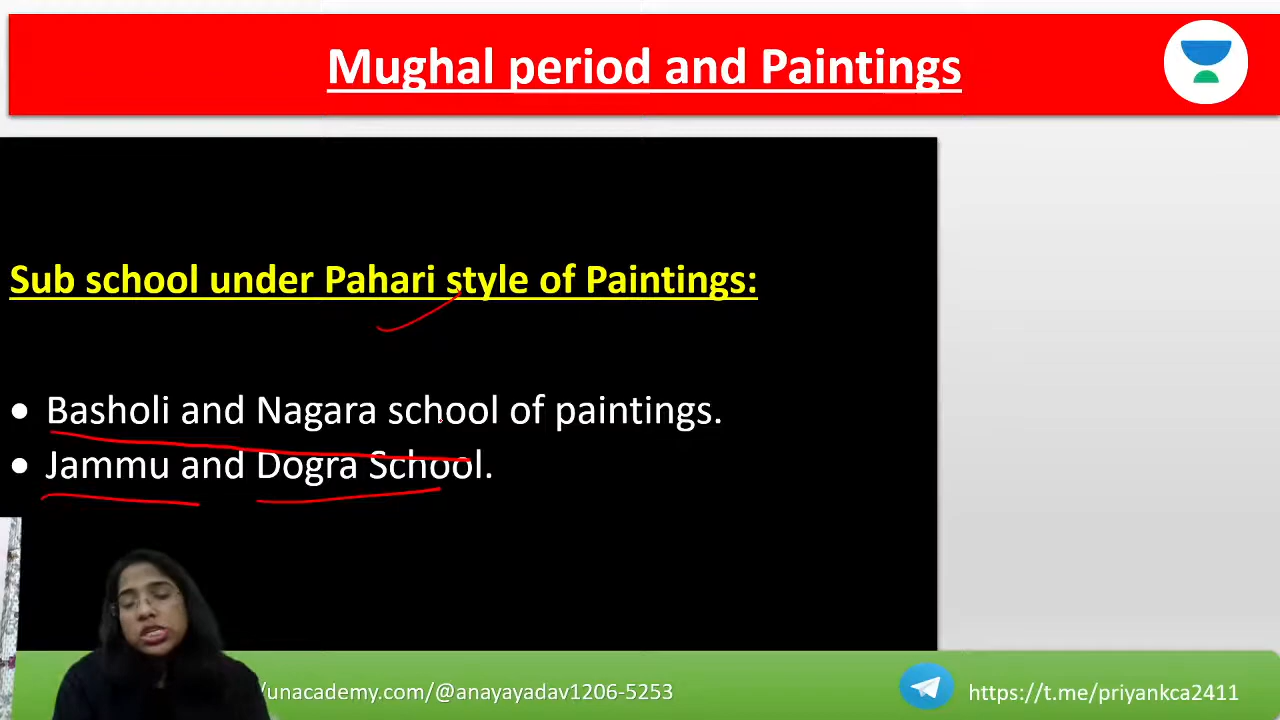 Mughal period and Paintings
Sub school under Pahari style of Paintings:
• Basholi and Nagara school of paintings.
• Jammu and Dogra School.
/unacademy.com/@anayayadav1206-5253
https://t.me/priyankca2411